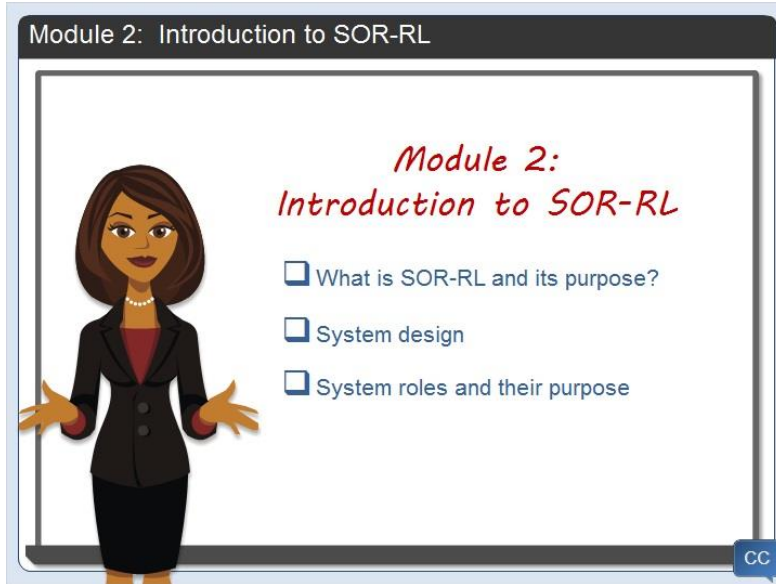 Module 2:  Introduction to SOR-RL
Module 2:
Introduction to SOR-RL
What is SOR-RL and its purpose?
System design
System roles and their purpose
CC